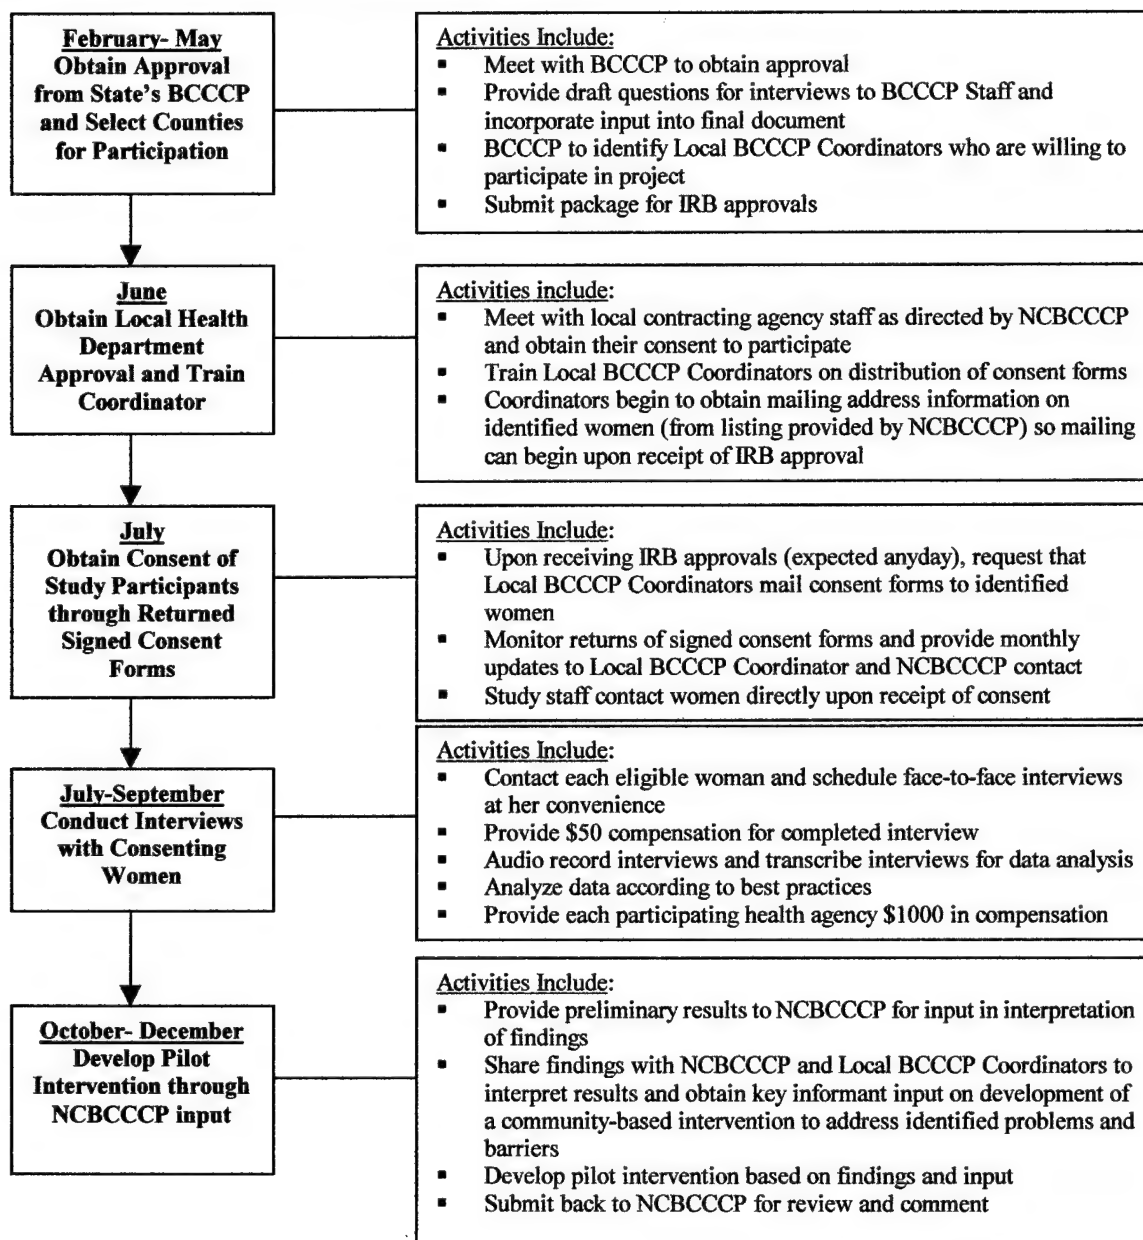 February- May
Obtain Approval
from State's BCCCP
and Select Counties
for Participation
Activities Include:
▪ Meet with BCCCP to obtain approval
▪ Provide draft questions for interviews to BCCCP Staff and
incorporate input into final document
▪ BCCCP to identify Local BCCCP Coordinators who are willing to
participate in project
▪ Submit package for IRB approvals
June
Obtain Local Health
Department
Approval and Train
Coordinator
Activities include:
▪ Meet with local contracting agency staff as directed by NCBCCCP
and obtain their consent to participate
▪ Train Local BCCCP Coordinators on distribution of consent forms
▪ Coordinators begin to obtain mailing address information on
identified women (from listing provided by NCBCCCP) so mailing
can begin upon receipt of IRB approval
July
Obtain Consent of
Study Participants
through Returned
Signed Consent
Forms
Activities Include:
▪ Upon receiving IRB approvals (expected anyday), request that
Local BCCCP Coordinators mail consent forms to identified
women
▪ Monitor returns of signed consent forms and provide monthly
updates to Local BCCCP Coordinator and NCBCCCP contact
▪ Study staff contact women directly upon receipt of consent
July-September
Conduct Interviews
with Consenting
Women
Activities Include:
▪ Contact each eligible woman and schedule face-to-face interviews
at her convenience
▪ Provide $50 compensation for completed interview
▪ Audio record interviews and transcribe interviews for data analysis
▪ Analyze data according to best practices
▪ Provide each participating health agency $1000 in compensation
October- December
Develop Pilot
Intervention through
NCBCCCP input
Activities Include:
▪ Provide preliminary results to NCBCCCP for input in interpretation
of findings
▪ Share findings with NCBCCCP and Local BCCCP Coordinators to
interpret results and obtain key informant input on development of
a community-based intervention to address identified problems and
barriers
▪ Develop pilot intervention based on findings and input
▪ Submit back to NCBCCCP for review and comment